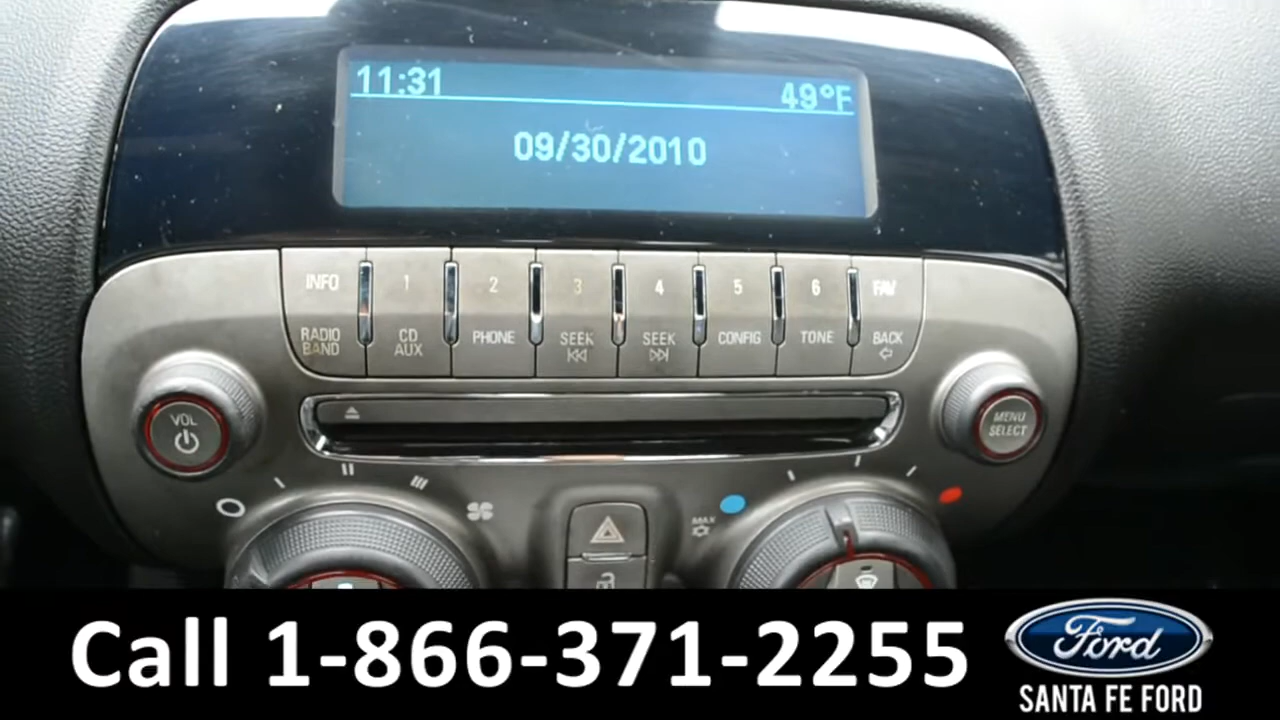 11:31 49°F
09/30/2010
INFO 1 2 3 4 5 6 FAV
RADIO BAND CD AUX PHONE SEEK SEEK CONFIG TONE BACK
VOL
MENU SELECT
MAX
Call 1-866-371-2255
Ford
SANTA FE FORD